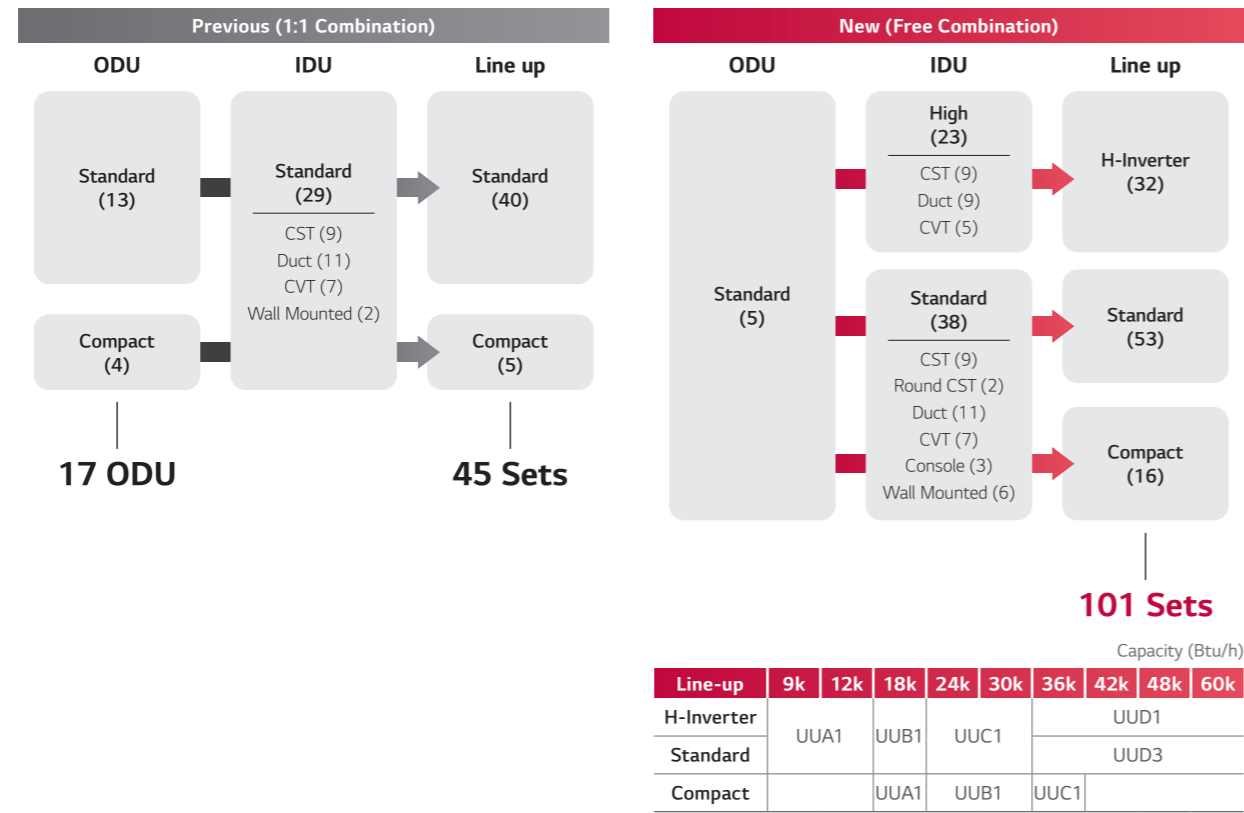 Previous (1:1 Combination)
ODU IDU Line up
Standard
(13)
Standard
(29)
CST (9)
Duct (11)
CVT (7)
Wall Mounted (2)
Standard
(40)
Compact
(4)
Compact
(5)
17 ODU
45 Sets
New (Free Combination)
ODU IDU Line up
Standard
(5)
High
(23)
CST (9)
Duct (9)
CVT (5)
H-Inverter
(32)
Standard
(38)
CST (9)
Round CST (2)
Duct (11)
CVT (7)
Console (3)
Wall Mounted (6)
Standard
(53)
Compact
(16)
101 Sets
Capacity (Btu/h)
Line-up 9k 12k 18k 24k 30k 36k 42k 48k 60k
H-Inverter UUA1 UUB1 UUC1 UUD1
Standard UUD3
Compact UUA1 UUB1 UUC1